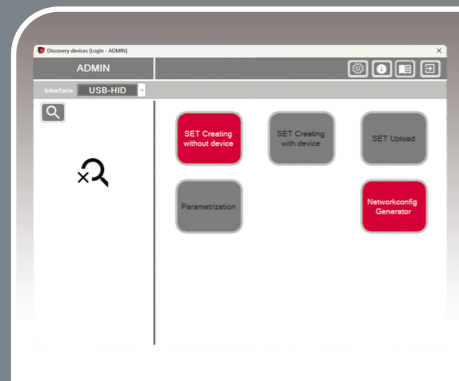 Discovery devices [Login - ADMIN]
ADMIN
Interface USB-HID
SET Creating
without device
SET Creating
with device
SET Upload
Parametrization
Networkconfig
Generator